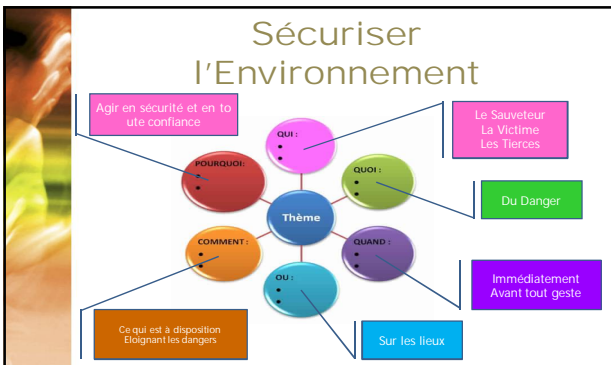 Sécuriser
l'Environnement
Agir en sécurité et en to
ute confiance
QUI :
Le Sauveteur
La Victime
Les Tierces
POURQUOI:
QUOI :
Du Danger
Thème
COMMENT :
QUAND :
Immédiatement
Avant tout geste
OU :
Ce qui est à disposition
Eloignant les dangers
Sur les lieux